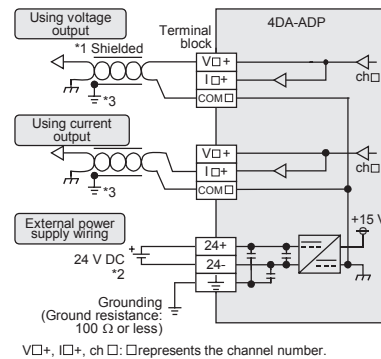 Using voltage
output
4DA-ADP
*1 Shielded
Terminal
block
V□+
I□+
COM□
ch□
*3
Using current
output
V□+
I□+
COM□
ch□
*3
External power
supply wiring
+15 V
24+
24-
24 V DC
*2
Grounding
(Ground resistance:
100 Ω or less)
V□+, I□+, ch □: □represents the channel number.